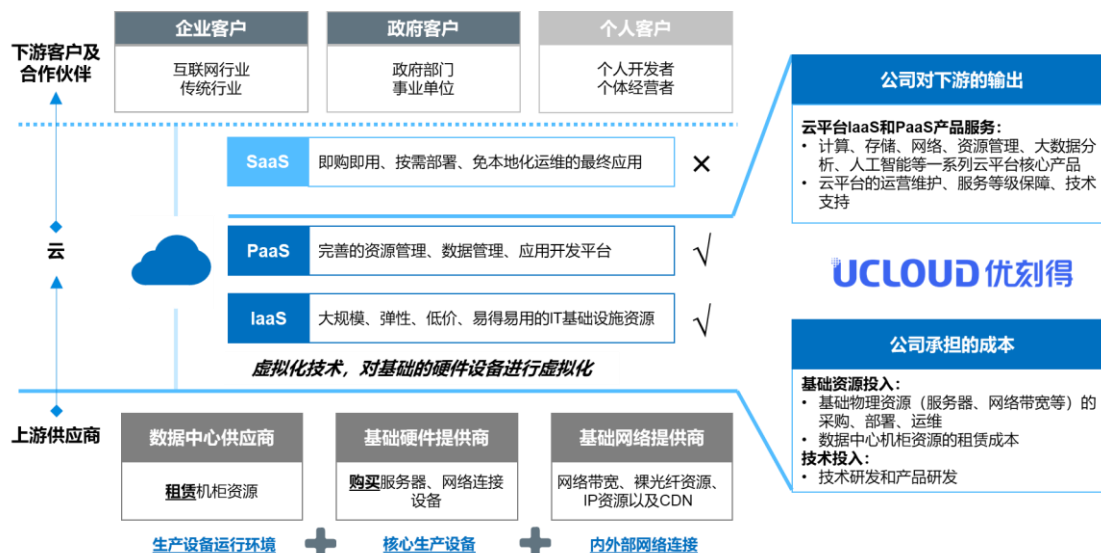 下游客户及
合作伙伴
企业客户
互联网行业
传统行业
政府客户
政府部门
事业单位
个人客户
个人开发者
个体经营者
SaaS
即购即用、按需部署、免本地化运维的最终应用
×
云
PaaS
完善的资源管理、数据管理、应用开发平台
√
IaaS
大规模、弹性、低价、易得易用的IT基础设施资源
√
虚拟化技术，对基础的硬件设备进行虚拟化
上游供应商
数据中心供应商
租赁机柜资源
基础硬件提供商
购买服务器、网络连接
设备
基础网络提供商
网络带宽、裸光纤资源、
IP资源以及CDN
生产设备运行环境
核心生产设备
内外部网络连接
公司对下游的输出
云平台IaaS和PaaS产品服务：
• 计算、存储、网络、资源管理、大数据分
析、人工智能等一系列云平台核心产品
• 云平台的运营维护、服务等级保障、技术
支持
UCLOUD 优刻得
公司承担的成本
基础资源投入：
• 基础物理资源（服务器、网络带宽等）的
采购、部署、运维
• 数据中心机柜资源的租赁成本
技术投入：
• 技术研发和产品研发